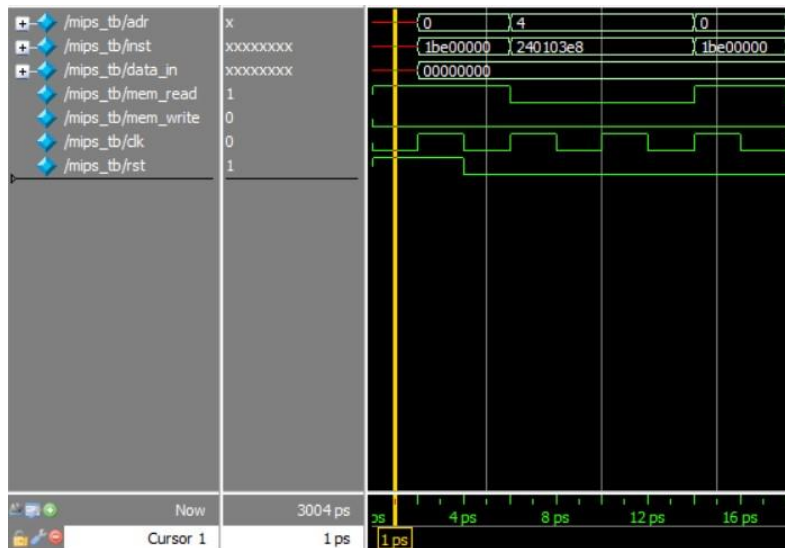 /mips_tb/adr x 0 4 0
/mips_tb/inst xxxxxxxx 1be00000 240103e8 1be00000
/mips_tb/data_in xxxxxxxx 00000000
/mips_tb/mem_read 1
/mips_tb/mem_write 0
/mips_tb/clk 0
/mips_tb/rst 1
Now 3004 ps ps 4 ps 8 ps 12 ps 16 ps
Cursor 1 1 ps 1 ps